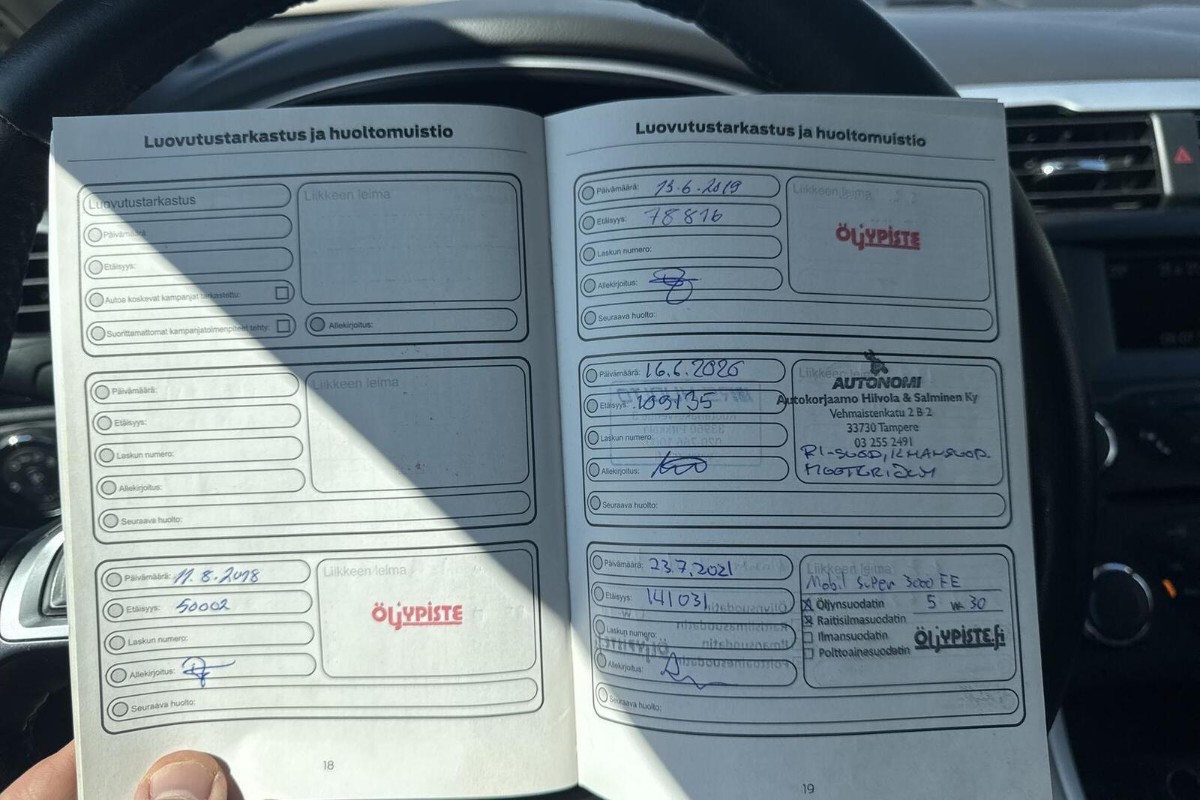 Luovutustarkastus ja huoltomuistio
Luovutustarkastus
Liikkeen leima
Päivämäärä:
Etäisyys:
Autoa koskevat kampanjat tarkastettu:
Suorittamattomat kampanjatoimenpiteet tehty:
Allekirjoitus:
Päivämäärä:
Liikkeen leima
Etäisyys:
Laskun numero:
Allekirjoitus:
Seuraava huolto:
Päivämäärä: 11.8.2018
Liikkeen leima
Etäisyys: 50002
ÖLJYPISTE
Laskun numero:
Allekirjoitus:
Seuraava huolto:
18
Luovutustarkastus ja huoltomuistio
Päivämäärä: 13.6.2019
Liikkeen leima
Etäisyys: 78816
ÖLJYPISTE
Laskun numero:
Allekirjoitus:
Seuraava huolto:
Päivämäärä: 16.6.2020
Liikkeen leima
AUTONOMI
Etäisyys: 109135
Autokorjaamo Hilvola & Salminen Ky
Vehmaistenkatu 2 B 2
33730 Tampere
03 255 2491
Laskun numero:
Allekirjoitus:
Seuraava huolto:
Päivämäärä: 23.7.2021
Liikkeen leima
Mobil Super 3000 FE
Etäisyys: 141031
Öljynsuodatin 5 w- 30
Raitisilmasuodatin
Laskun numero:
Ilmansuodatin
ÖLJYPISTE.fi
Polttoainesuodatin
Allekirjoitus:
Seuraava huolto:
19